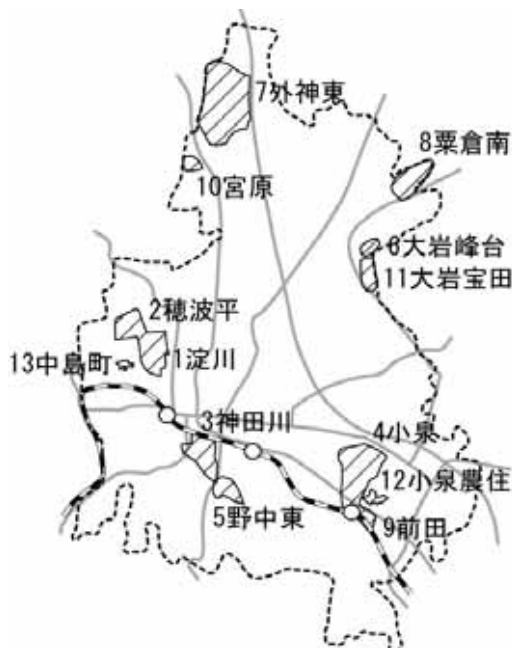 7外神東
8粟倉南
10宮原
6大岩峰台
11大岩宝田
2穂波平
1淀川
13中島町
3神田川
4小泉
12小泉農住
5野中東
9前田